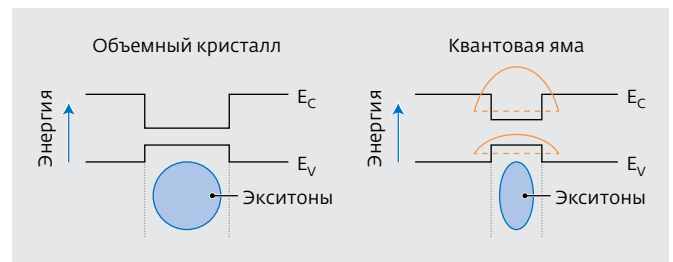 Объемный кристалл
Энергия
E_C
E_V
Экситоны
Квантовая яма
Энергия
E_C
E_V
Экситоны